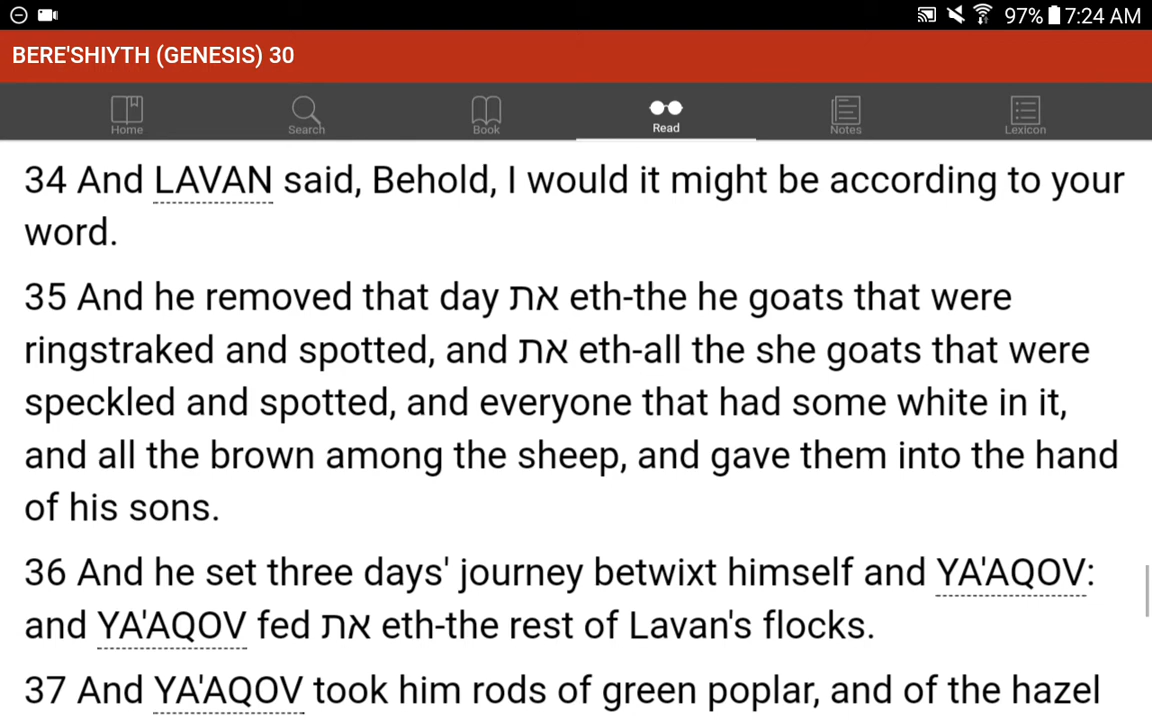 97% 7:24 AM
BERE'SHIYTH (GENESIS) 30
Home Search Book Read Notes Lexicon
34 And LAVAN said, Behold, I would it might be according to your
word.
35 And he removed that day את eth-the he goats that were
ringstraked and spotted, and את eth-all the she goats that were
speckled and spotted, and everyone that had some white in it,
and all the brown among the sheep, and gave them into the hand
of his sons.
36 And he set three days' journey betwixt himself and YA'AQOV:
and YA'AQOV fed את eth-the rest of Lavan's flocks.
37 And YA'AQOV took him rods of green poplar, and of the hazel